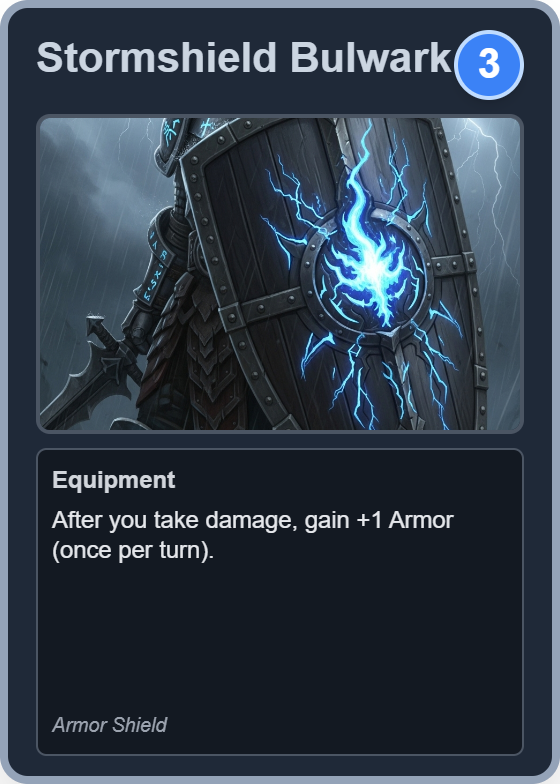 Stormshield Bulwark 3
Equipment
After you take damage, gain +1 Armor
(once per turn).
Armor Shield